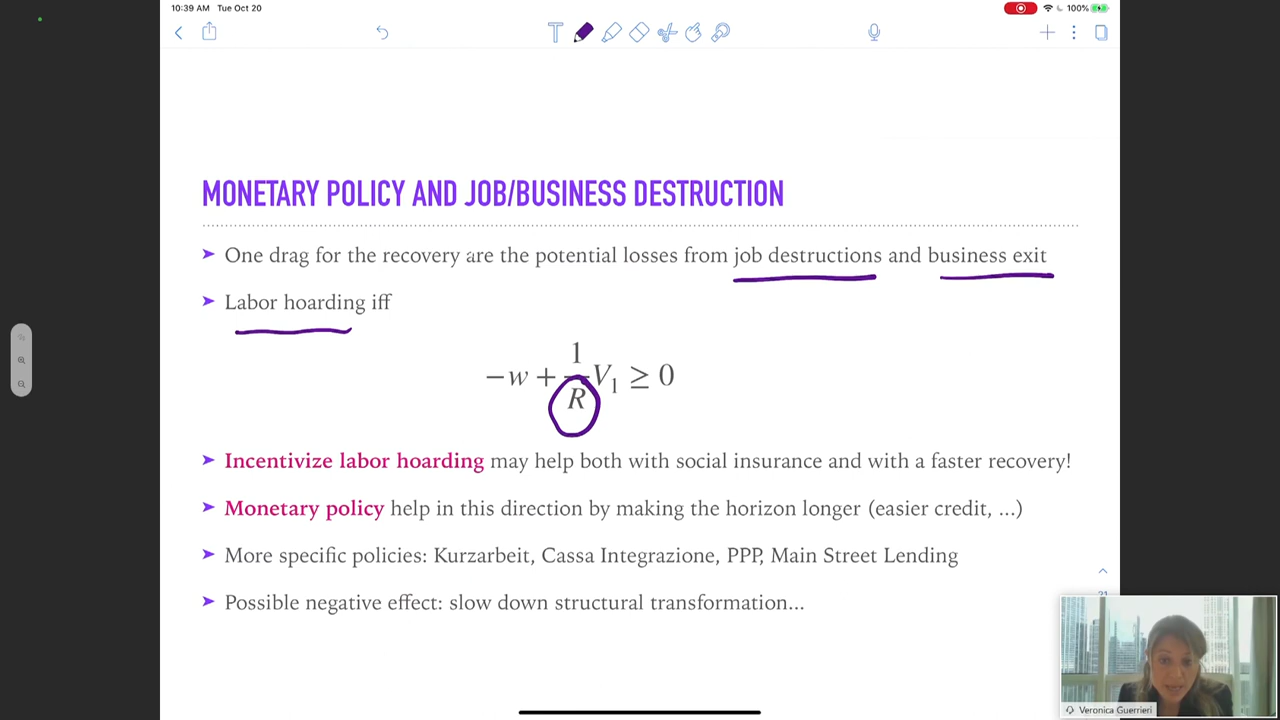 10:39 AM Tue Oct 20
100%
MONETARY POLICY AND JOB/BUSINESS DESTRUCTION
➤ One drag for the recovery are the potential losses from job destructions and business exit
➤ Labor hoarding iff
−w + 1/R V₁ ≥ 0
➤ Incentivize labor hoarding may help both with social insurance and with a faster recovery!
➤ Monetary policy help in this direction by making the horizon longer (easier credit, ...)
➤ More specific policies: Kurzarbeit, Cassa Integrazione, PPP, Main Street Lending
➤ Possible negative effect: slow down structural transformation...
Veronica Guerrieri